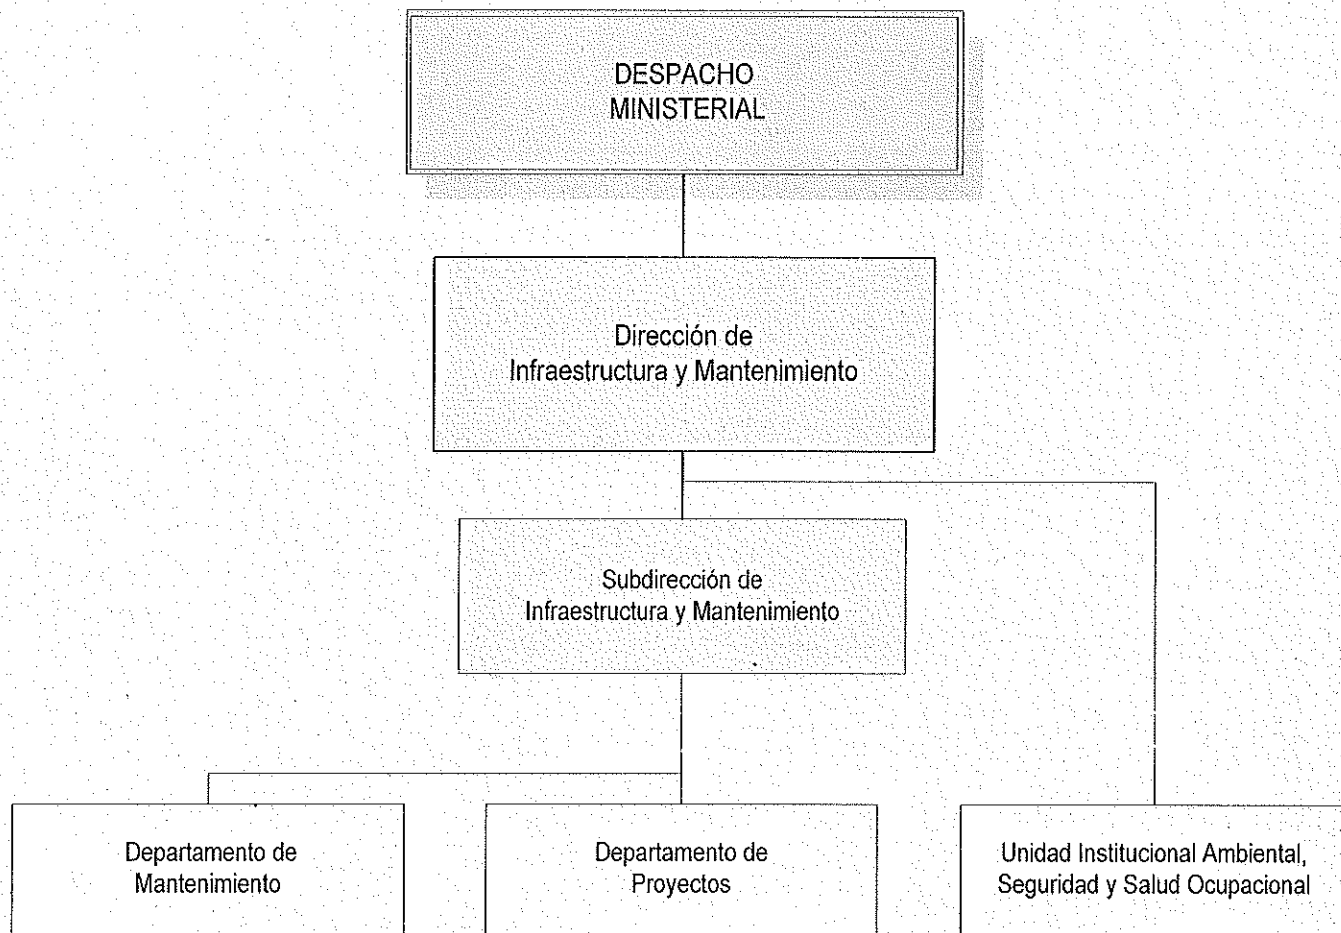 DESPACHO
MINISTERIAL
Dirección de
Infraestructura y Mantenimiento
Subdirección de
Infraestructura y Mantenimiento
Departamento de
Mantenimiento
Departamento de
Proyectos
Unidad Institucional Ambiental,
Seguridad y Salud Ocupacional